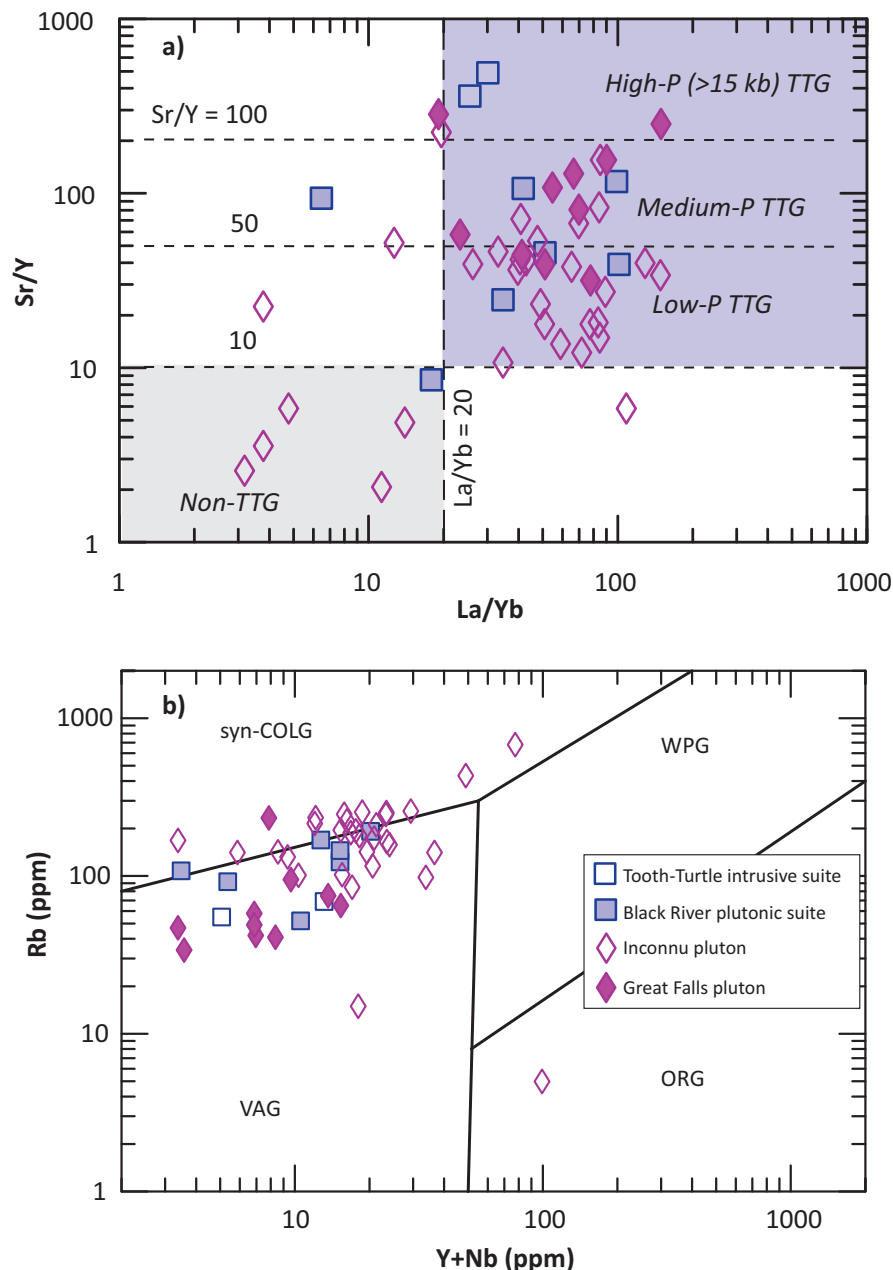 1000
a)
High-P (>15 kb) TTG
Sr/Y = 100
100
Medium-P TTG
50
Sr/Y
Low-P TTG
10
10
La/Yb = 20
Non-TTG
1
1
10
100
1000
La/Yb
b)
1000
syn-COLG
WPG
100
Rb (ppm)
Tooth-Turtle intrusive suite
Black River plutonic suite
Inconnu pluton
Great Falls pluton
10
VAG
ORG
1
10
100
1000
Y+Nb (ppm)